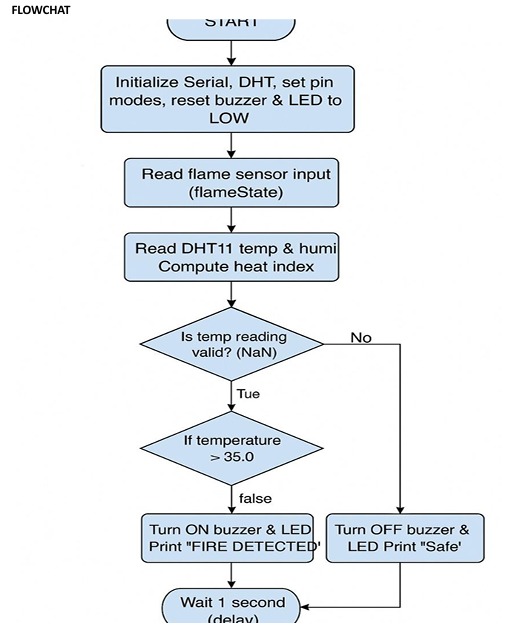 FLOWCHAT
START
Initialize Serial, DHT, set pin
modes, reset buzzer & LED to
LOW
Read flame sensor input
(flameState)
Read DHT11 temp & humi
Compute heat index
Is temp reading
valid? (NaN)
No
Tue
If temperature
> 35.0
false
Turn ON buzzer & LED
Print "FIRE DETECTED'
Turn OFF buzzer &
LED Print "Safe'
Wait 1 second
(delay)